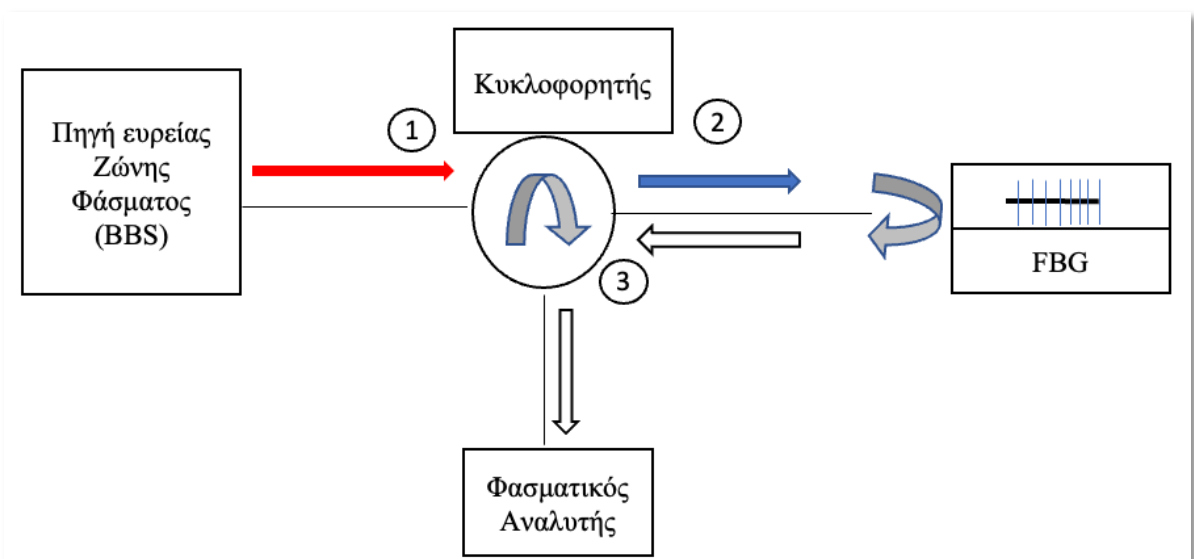 Πηγή ευρείας
Ζώνης
Φάσματος
(BBS)
1
Κυκλοφορητής
2
3
FBG
Φασματικός
Αναλυτής